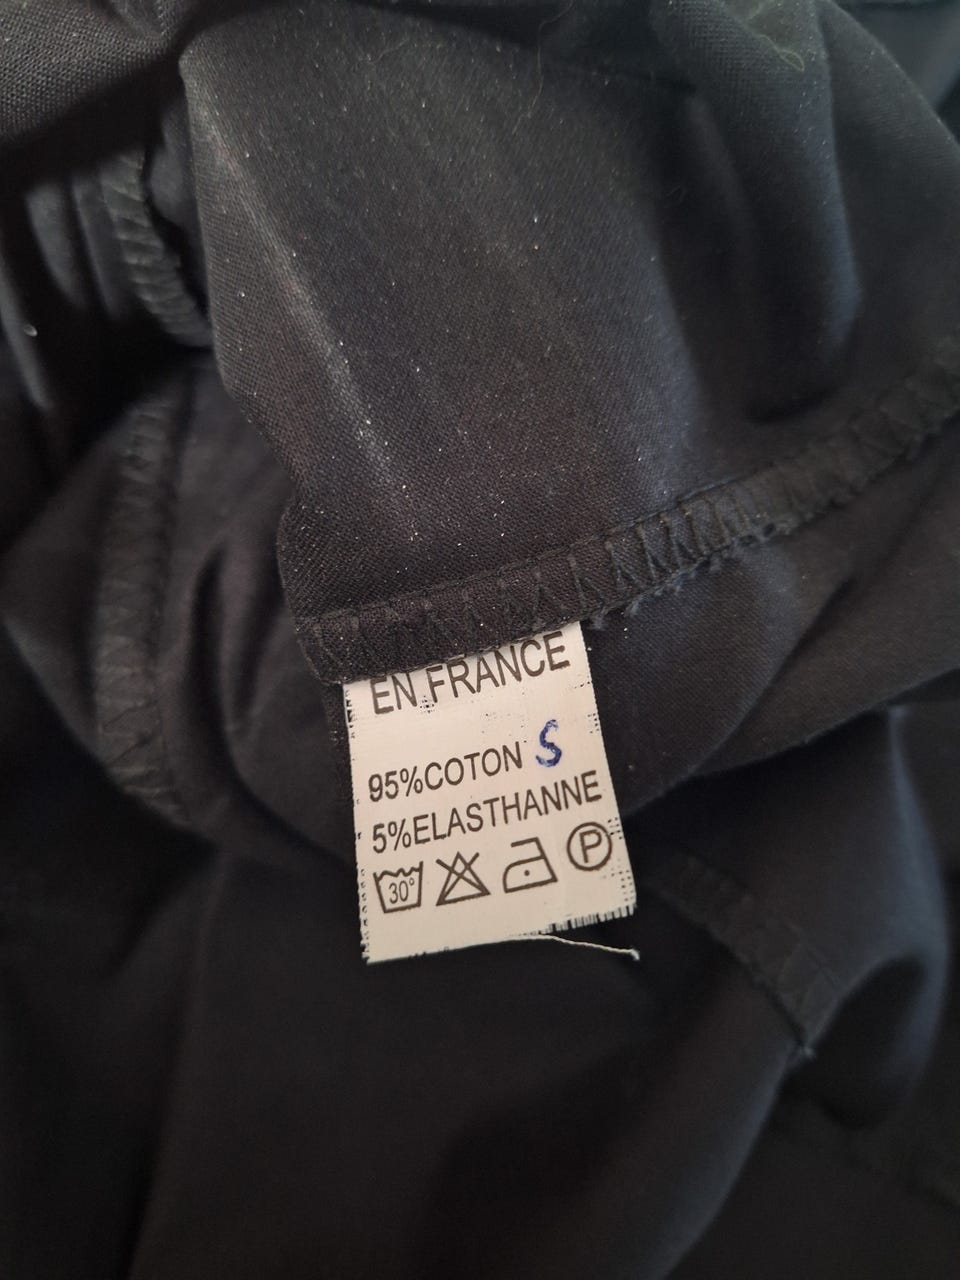 EN FRANCE
95%COTON S
5%ELASTHANNE
30° P